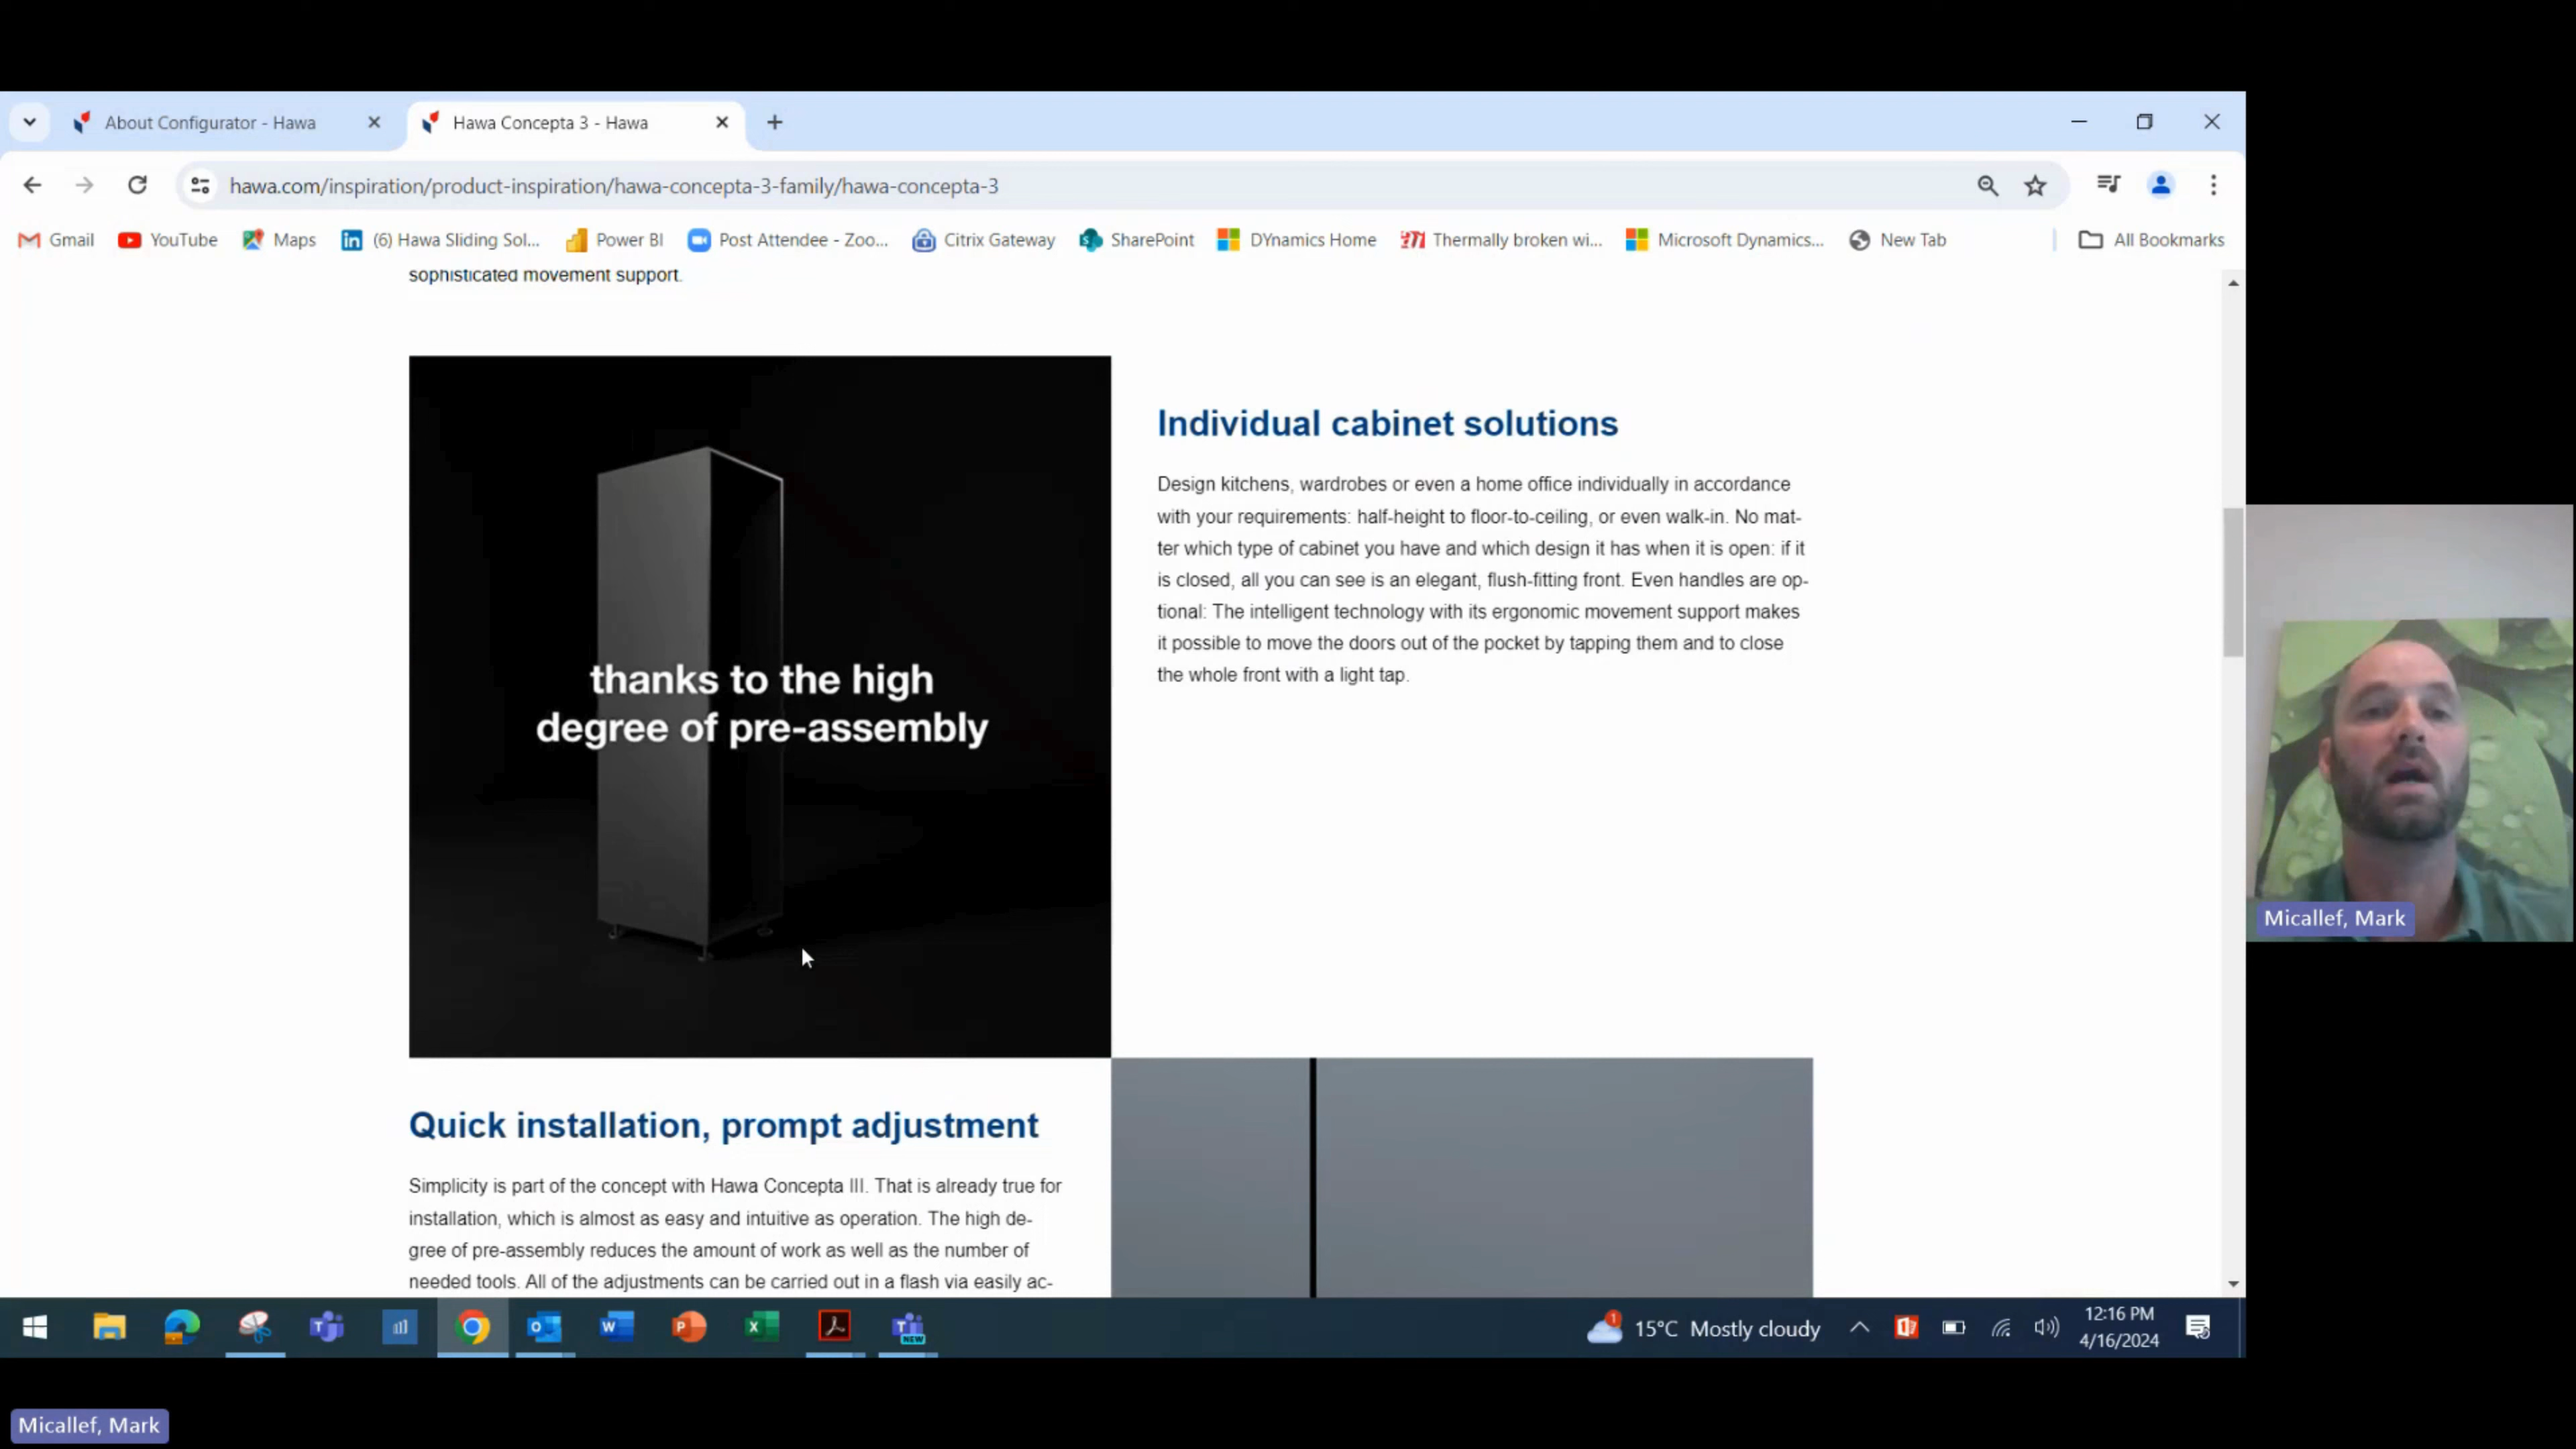 About Configurator - Hawa
Hawa Concepta 3 - Hawa
hawa.com/inspiration/product-inspiration/hawa-concepta-3-family/hawa-concepta-3
Gmail
YouTube
Maps
(6) Hawa Sliding Sol...
Power BI
Post Attendee - Zoo...
Citrix Gateway
SharePoint
DYnamics Home
Thermally broken wi...
Microsoft Dynamics...
New Tab
All Bookmarks
sophisticated movement support.
thanks to the high
degree of pre-assembly
Individual cabinet solutions
Design kitchens, wardrobes or even a home office individually in accordance
with your requirements: half-height to floor-to-ceiling, or even walk-in. No mat-
ter which type of cabinet you have and which design it has when it is open: if it
is closed, all you can see is an elegant, flush-fitting front. Even handles are op-
tional: The intelligent technology with its ergonomic movement support makes
it possible to move the doors out of the pocket by tapping them and to close
the whole front with a light tap.
Quick installation, prompt adjustment
Simplicity is part of the concept with Hawa Concepta III. That is already true for
installation, which is almost as easy and intuitive as operation. The high de-
gree of pre-assembly reduces the amount of work as well as the number of
needed tools. All of the adjustments can be carried out in a flash via easily ac-
Micallef, Mark
NEW
1
15°C Mostly cloudy
12:16 PM
4/16/2024
Micallef, Mark